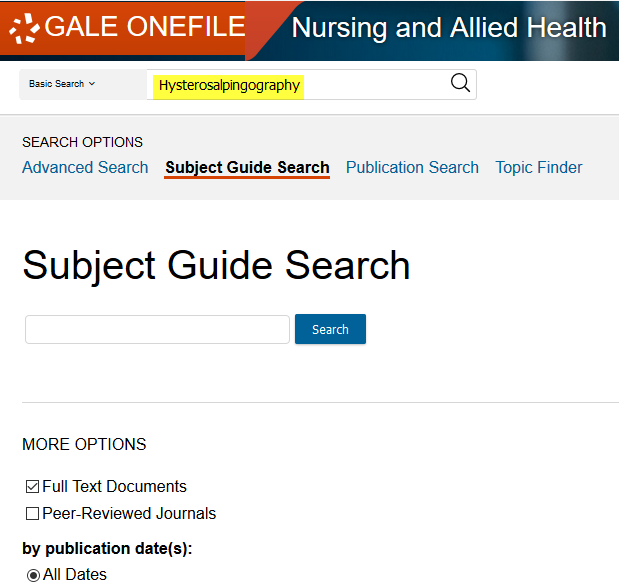 GALE ONEFILE Nursing and Allied Health
Basic Search Hysterosalpingography
SEARCH OPTIONS
Advanced Search Subject Guide Search Publication Search Topic Finder
Subject Guide Search
Search
MORE OPTIONS
Full Text Documents
Peer-Reviewed Journals
by publication date(s):
All Dates